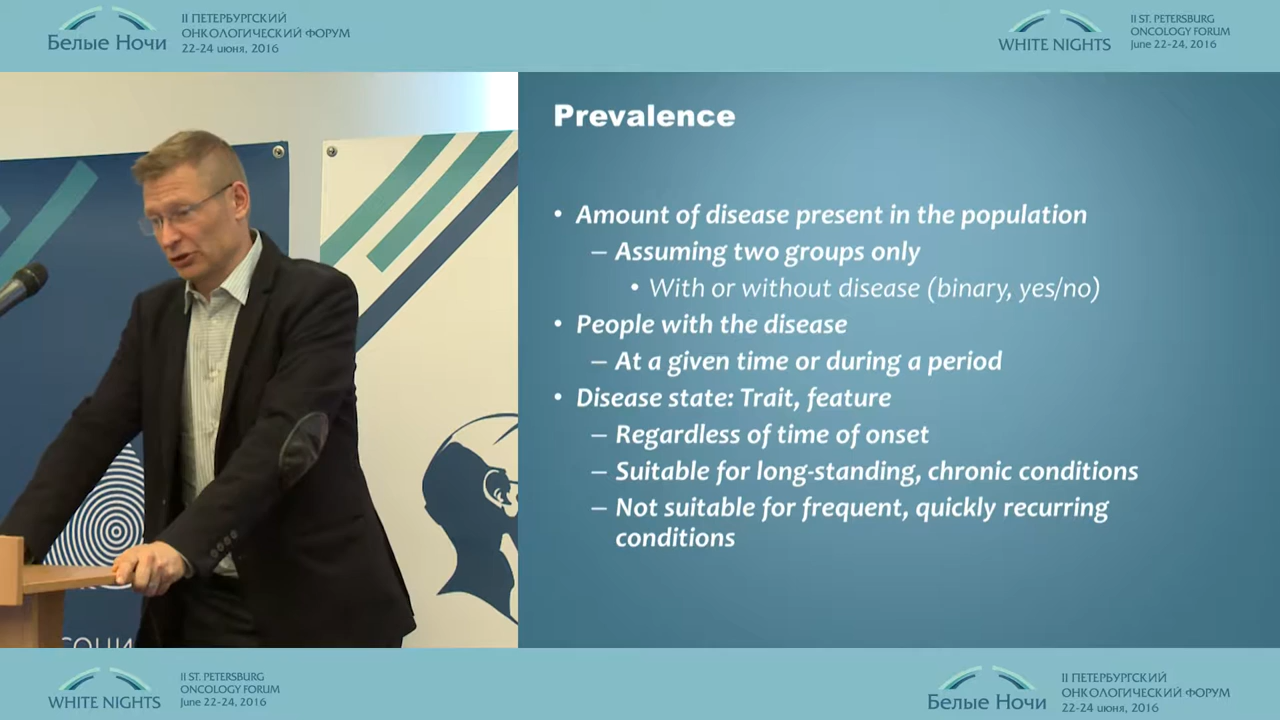 Белые Ночи
II ПЕТЕРБУРГСКИЙ
ОНКОЛОГИЧЕСКИЙ ФОРУМ
22-24 июня, 2016
WHITE NIGHTS
II ST. PETERSBURG
ONCOLOGY FORUM
June 22-24, 2016
Prevalence
• Amount of disease present in the population
– Assuming two groups only
• With or without disease (binary, yes/no)
• People with the disease
– At a given time or during a period
• Disease state: Trait, feature
– Regardless of time of onset
– Suitable for long-standing, chronic conditions
– Not suitable for frequent, quickly recurring
conditions
WHITE NIGHTS
II ST. PETERSBURG
ONCOLOGY FORUM
June 22-24, 2016
Белые Ночи
II ПЕТЕРБУРГСКИЙ
ОНКОЛОГИЧЕСКИЙ ФОРУМ
22-24 июня, 2016